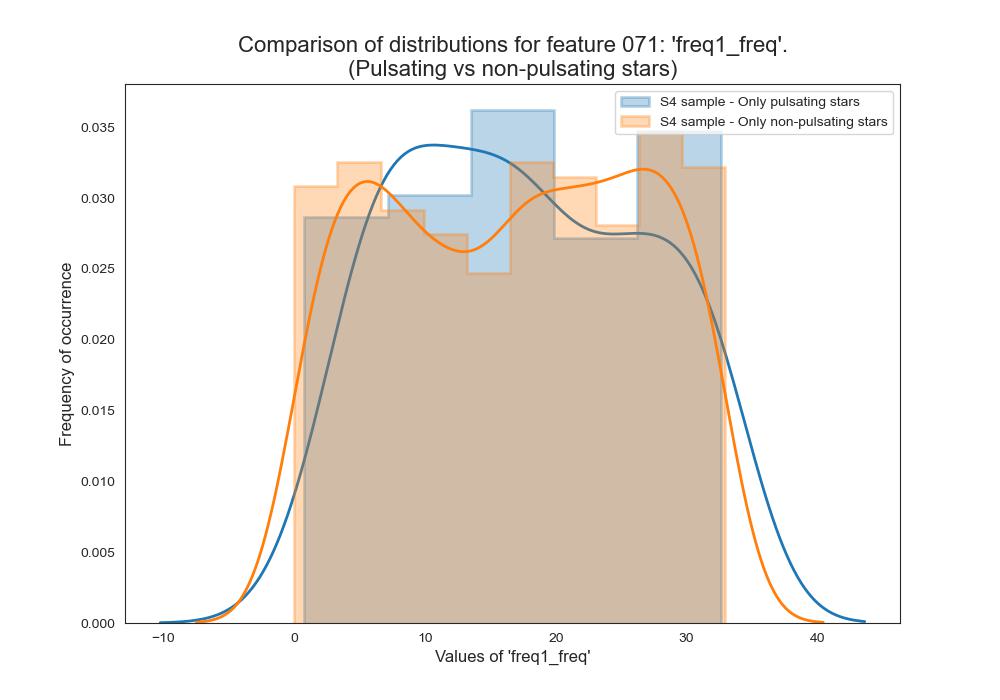 Comparison of distributions for feature 071: 'freq1_freq'.
(Pulsating vs non-pulsating stars)
S4 sample - Only pulsating stars
S4 sample - Only non-pulsating stars
Frequency of occurrence
0.035
0.030
0.025
0.020
0.015
0.010
0.005
0.000
−10 0 10 20 30 40
Values of 'freq1_freq'